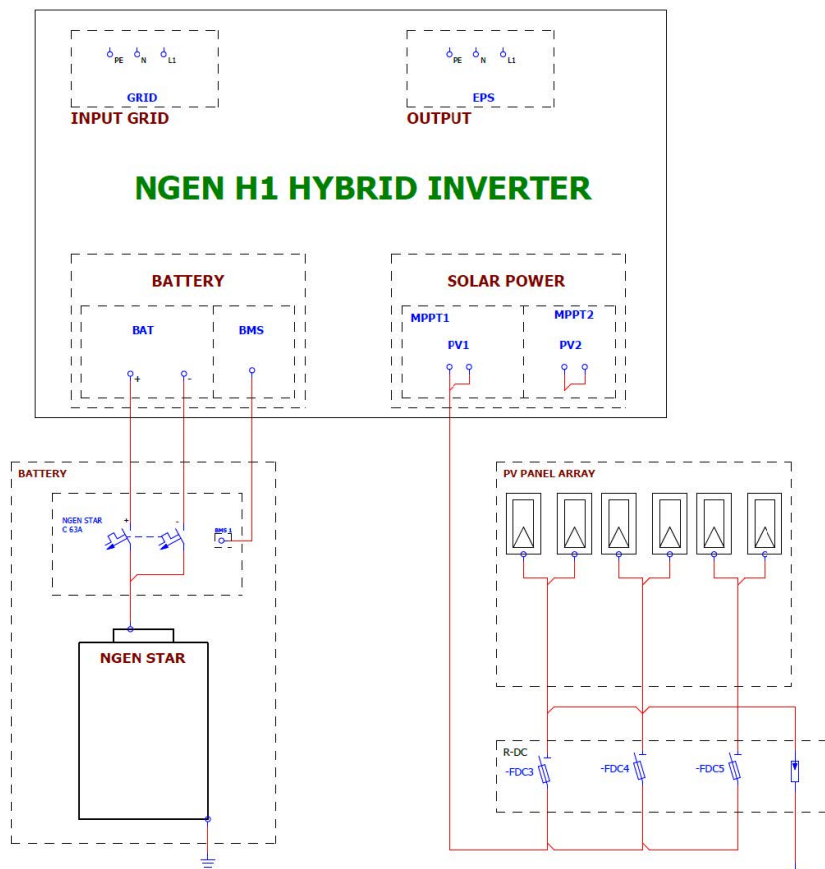 PE N L1
GRID
INPUT GRID
PE N L1
EPS
OUTPUT
NGEN H1 HYBRID INVERTER
BATTERY
BAT
BMS
+
-
SOLAR POWER
MPPT1
PV1
MPPT2
PV2
BATTERY
NGEN STAR
C 63A
+
-
BMS 1
NGEN STAR
PV PANEL ARRAY
R-DC
-FDC3
-FDC4
-FDC5